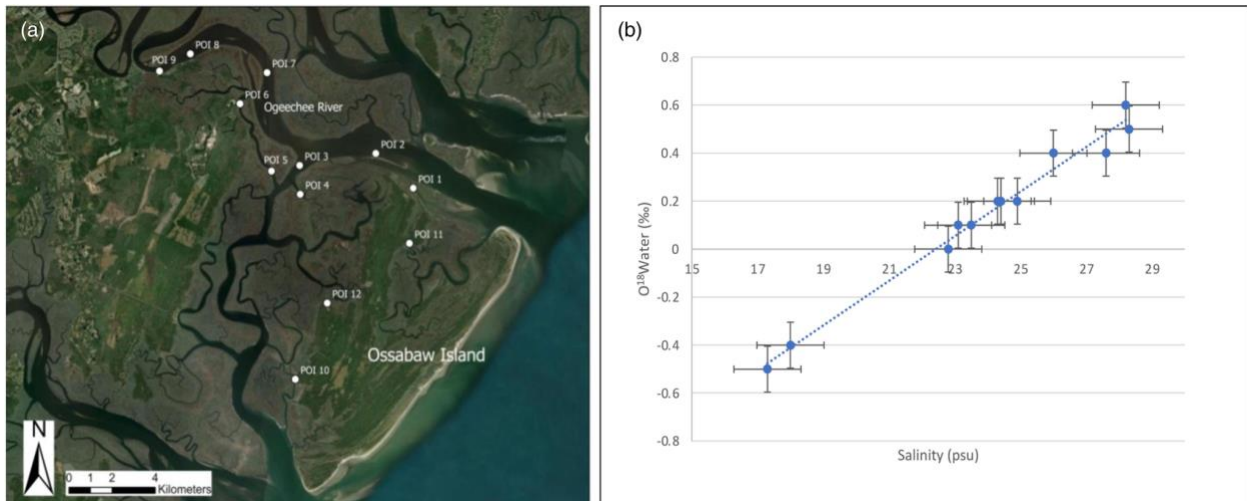 (a)
POI 8
POI 9
POI 7
POI 6
Ogeechee River
POI 2
POI 3
POI 5
POI 1
POI 4
POI 11
POI 12
Ossabaw Island
POI 10
N
0 1 2 4
Kilometers
(b)
0.8
0.6
0.4
0.2
0
-0.2
-0.4
-0.6
-0.8
15 17 19 21 23 25 27 29
O¹⁸Water (‰)
Salinity (psu)